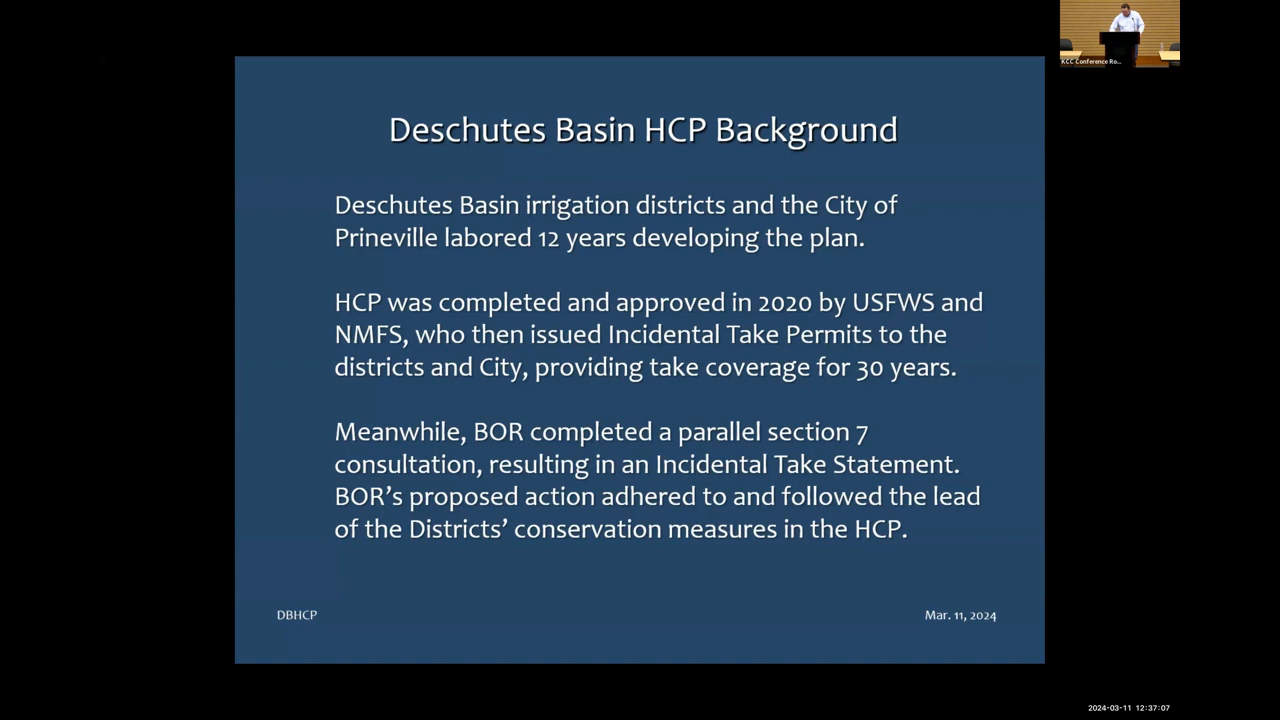 KCC Conference Ro...
Deschutes Basin HCP Background
Deschutes Basin irrigation districts and the City of
Prineville labored 12 years developing the plan.
HCP was completed and approved in 2020 by USFWS and
NMFS, who then issued Incidental Take Permits to the
districts and City, providing take coverage for 30 years.
Meanwhile, BOR completed a parallel section 7
consultation, resulting in an Incidental Take Statement.
BOR’s proposed action adhered to and followed the lead
of the Districts’ conservation measures in the HCP.
DBHCP
Mar. 11, 2024
2024-03-11 12:37:07